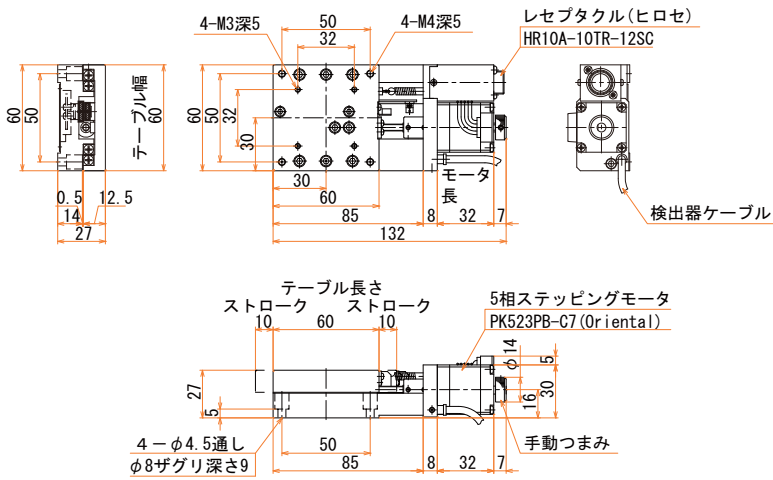 4-M3深5
50
32
4-M4深5
レセプタクル(ヒロセ)
HR10A-10TR-12SC
60
50
テーブル幅
60
60
50
32
30
30
60
85
8
モータ長
32
7
132
0.5
12.5
14
27
検出器ケーブル
テーブル長さ
ストローク
ストローク
10
60
10
5相ステッピングモータ
PK523PB-C7(Oriental)
φ14
5
27
5
16
30
4-φ4.5通し
φ8ザグリ深さ9
50
85
8
32
7
手動つまみ